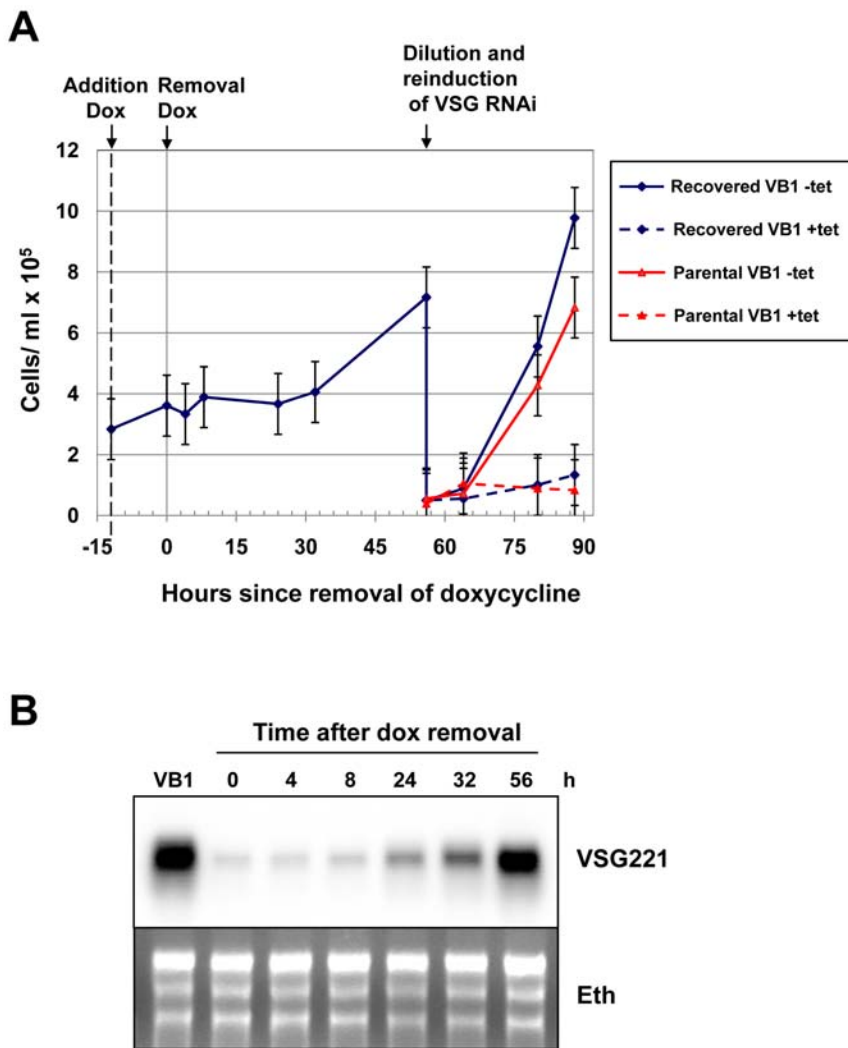 A
Addition
Dox
Removal
Dox
Dilution and
reinduction
of VSG RNAi
12
10
8
6
4
2
0
-15
0
15
30
45
60
75
90
Cells/ ml x 10⁵
Hours since removal of doxycycline
Recovered VB1 -tet
Recovered VB1 +tet
Parental VB1 -tet
Parental VB1 +tet
B
Time after dox removal
VB1 0 4 8 24 32 56 h
VSG221
Eth